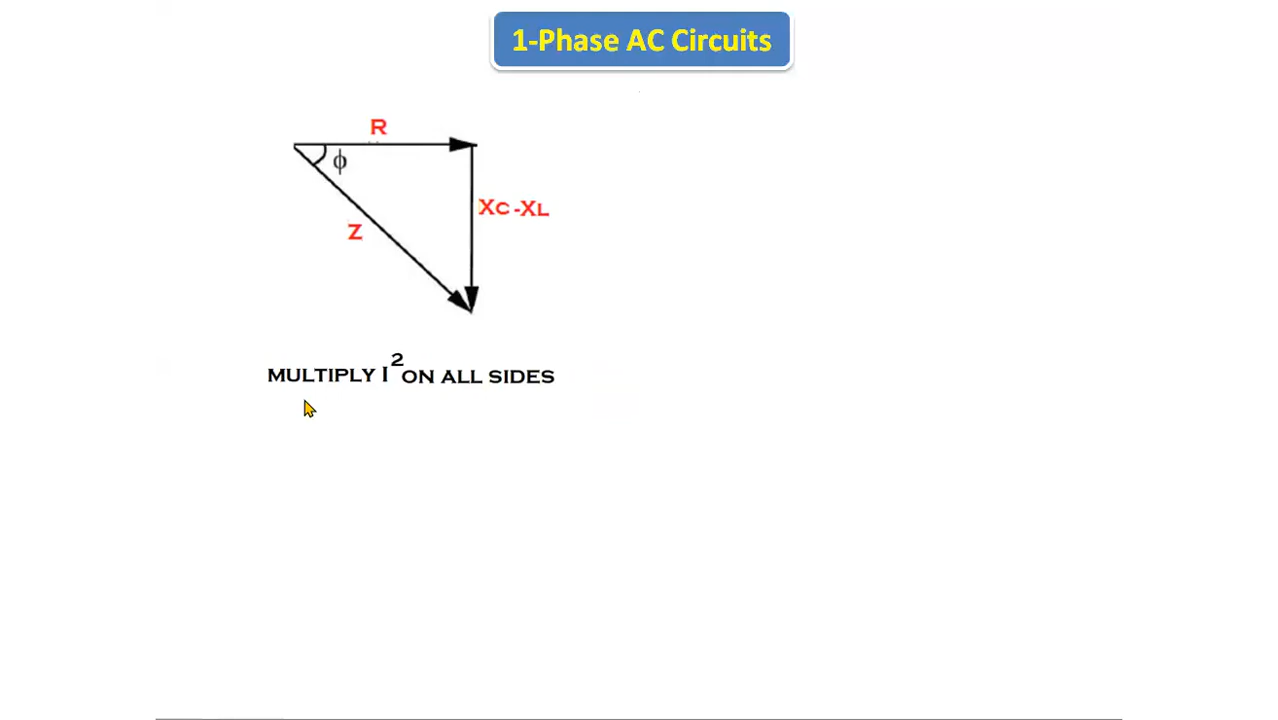 1-Phase AC Circuits
R
ϕ
XC -XL
Z
MULTIPLY I² ON ALL SIDES